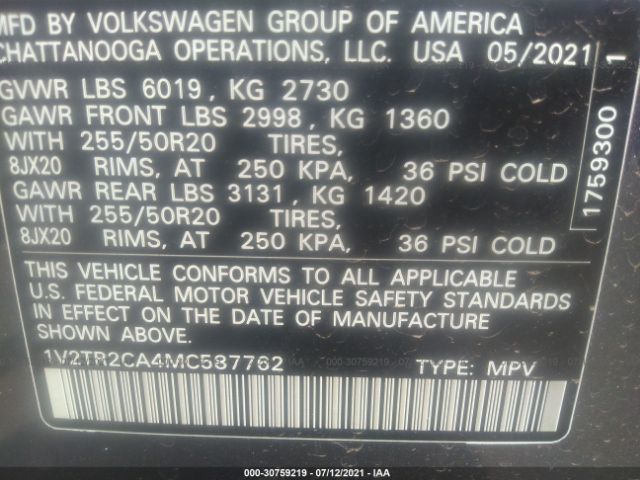 MFD BY VOLKSWAGEN GROUP OF AMERICA
CHATTANOOGA OPERATIONS, LLC. USA 05/2021
GVWR LBS 6019, KG 2730
GAWR FRONT LBS 2998, KG 1360
WITH 255/50R20 TIRES,
8JX20 RIMS, AT 250 KPA, 36 PSI COLD
GAWR REAR LBS 3131, KG 1420
WITH 255/50R20 TIRES,
8JX20 RIMS, AT 250 KPA, 36 PSI COLD
THIS VEHICLE CONFORMS TO ALL APPLICABLE
U.S. FEDERAL MOTOR VEHICLE SAFETY STANDARDS
IN EFFECT ON THE DATE OF MANUFACTURE
SHOWN ABOVE.
1V2TR2CA4MC587762 TYPE: MPV
1759300 1
000-30759219 - 07/12/2021 - IAA